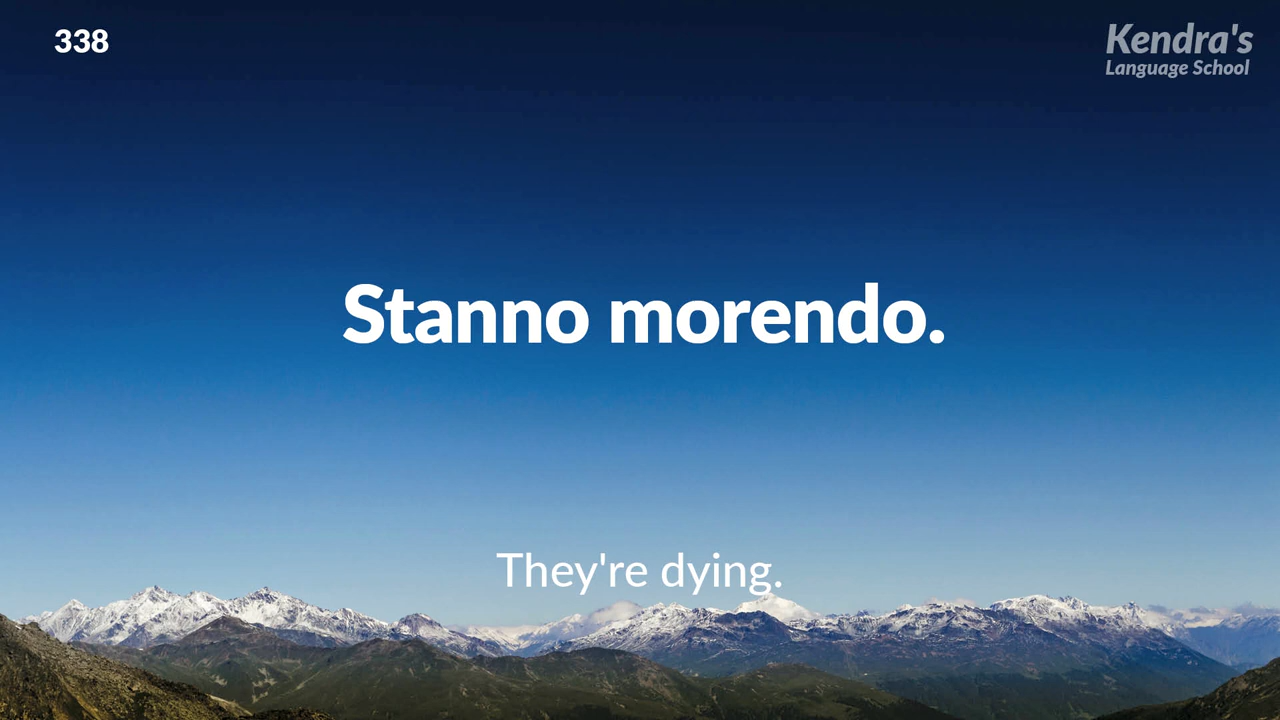 338
Kendra's
Language School
Stanno morendo.
They're dying.